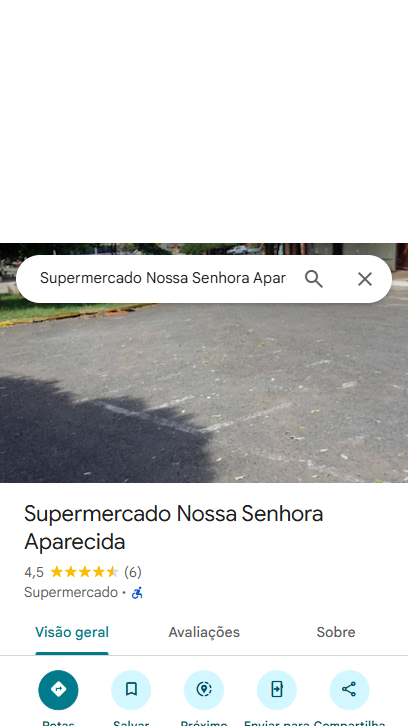 Supermercado Nossa Senhora Apar
Supermercado Nossa Senhora
Aparecida
4,5 (6)
Supermercado ·
Visão geral
Avaliações
Sobre
Rotas
Salvar
Próximo
Enviar para
Compartilha